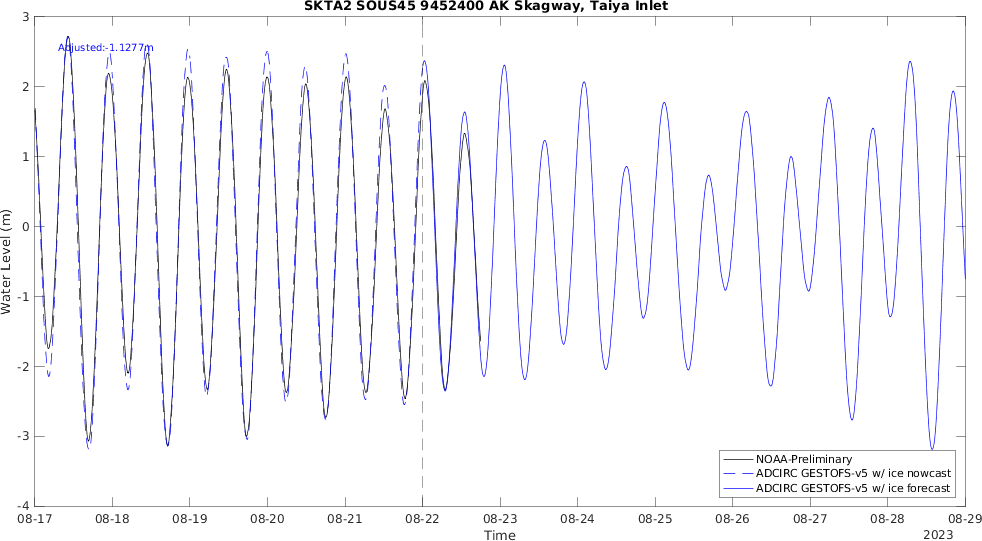 SKTA2 SOUS45 9452400 AK Skagway, Taiya Inlet
Adjusted:-1.1277m
3
2
1
0
-1
-2
-3
-4
Water Level (m)
NOAA-Preliminary
ADCIRC GESTOFS-v5 w/ ice nowcast
ADCIRC GESTOFS-v5 w/ ice forecast
08-17 08-18 08-19 08-20 08-21 08-22 08-23 08-24 08-25 08-26 08-27 08-28 08-29
Time
2023